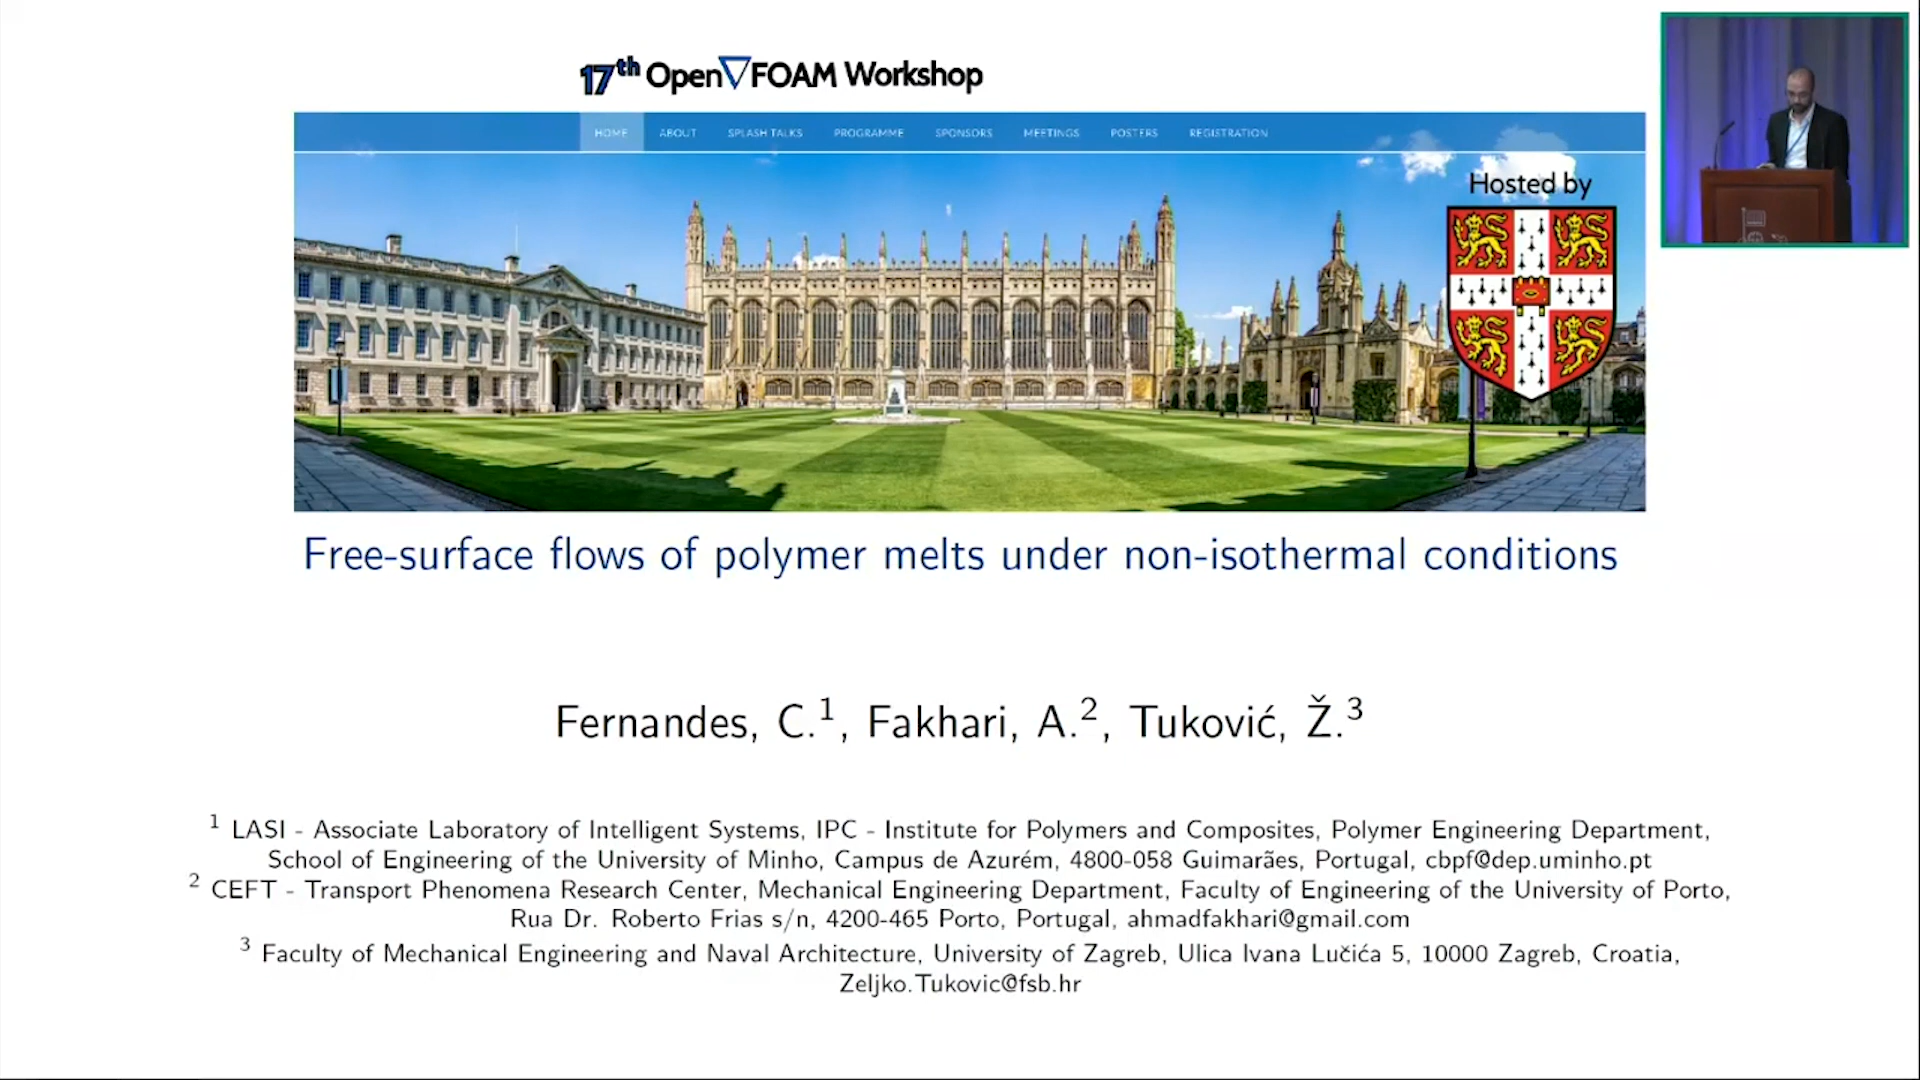 17th Open∇FOAM Workshop
HOME ABOUT SPLASH TALKS PROGRAMME SPONSORS MEETINGS POSTERS REGISTRATION
Hosted by
Free-surface flows of polymer melts under non-isothermal conditions
Fernandes, C.1, Fakhari, A.2, Tuković, Ž.3
1 LASI - Associate Laboratory of Intelligent Systems, IPC - Institute for Polymers and Composites, Polymer Engineering Department,
School of Engineering of the University of Minho, Campus de Azurém, 4800-058 Guimarães, Portugal, cbpf@dep.uminho.pt
2 CEFT - Transport Phenomena Research Center, Mechanical Engineering Department, Faculty of Engineering of the University of Porto,
Rua Dr. Roberto Frias s/n, 4200-465 Porto, Portugal, ahmadfakhari@gmail.com
3 Faculty of Mechanical Engineering and Naval Architecture, University of Zagreb, Ulica Ivana Lučića 5, 10000 Zagreb, Croatia,
Zeljko.Tukovic@fsb.hr